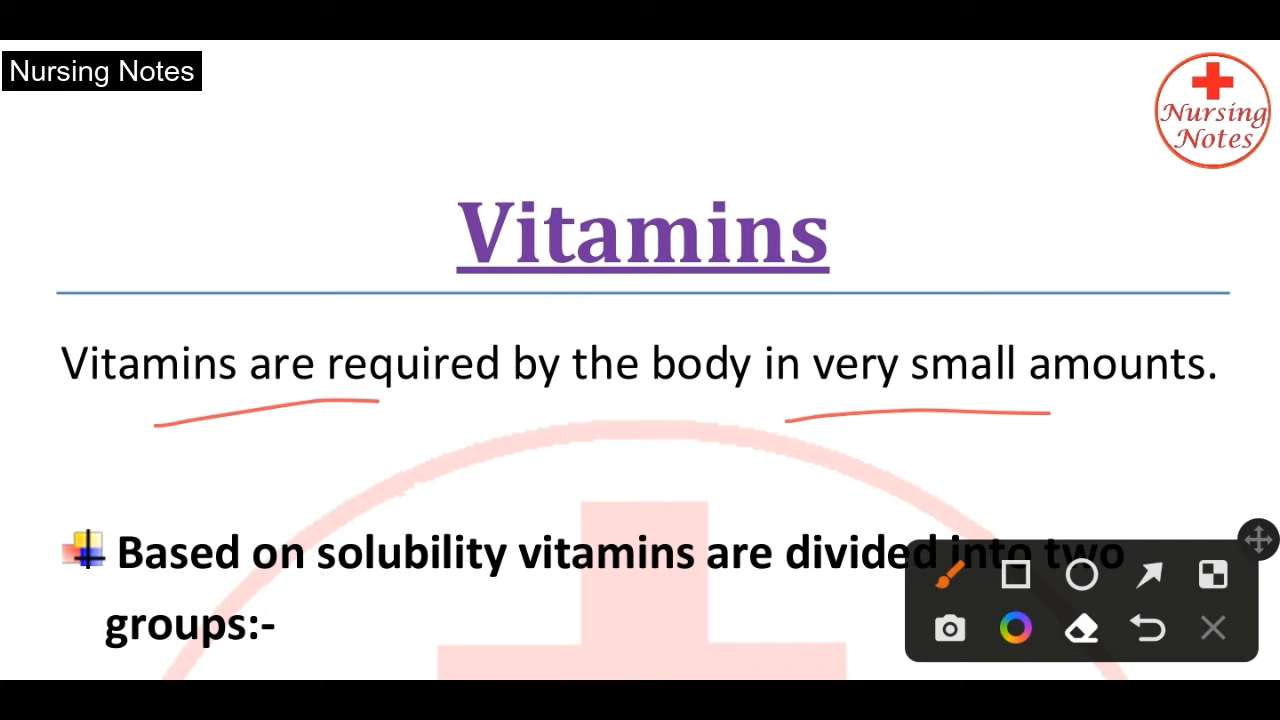 Nursing Notes
Nursing
Notes
Vitamins
Vitamins are required by the body in very small amounts.
Based on solubility vitamins are divided into two
groups:-